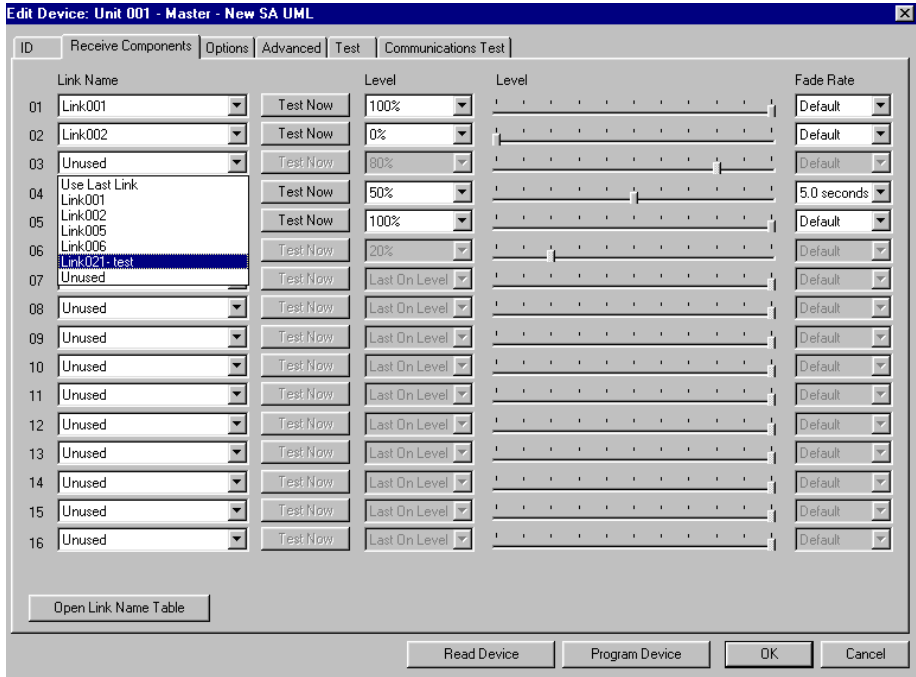 Edit Device: Unit 001 - Master - New SA UML
ID Receive Components Options Advanced Test Communications Test
Link Name Level Level Fade Rate
01 Link001 Test Now 100% Default
02 Link002 Test Now 0% Default
03 Unused Test Now 80% Default
Use Last Link
04 Link001 Test Now 50% 5.0 seconds
Link002
05 Link005 Test Now 100% Default
Link006
06 Link021- test Test Now 20% Default
07 Unused Test Now Last On Level Default
08 Unused Test Now Last On Level Default
09 Unused Test Now Last On Level Default
10 Unused Test Now Last On Level Default
11 Unused Test Now Last On Level Default
12 Unused Test Now Last On Level Default
13 Unused Test Now Last On Level Default
14 Unused Test Now Last On Level Default
15 Unused Test Now Last On Level Default
16 Unused Test Now Last On Level Default
Open Link Name Table
Read Device Program Device OK Cancel